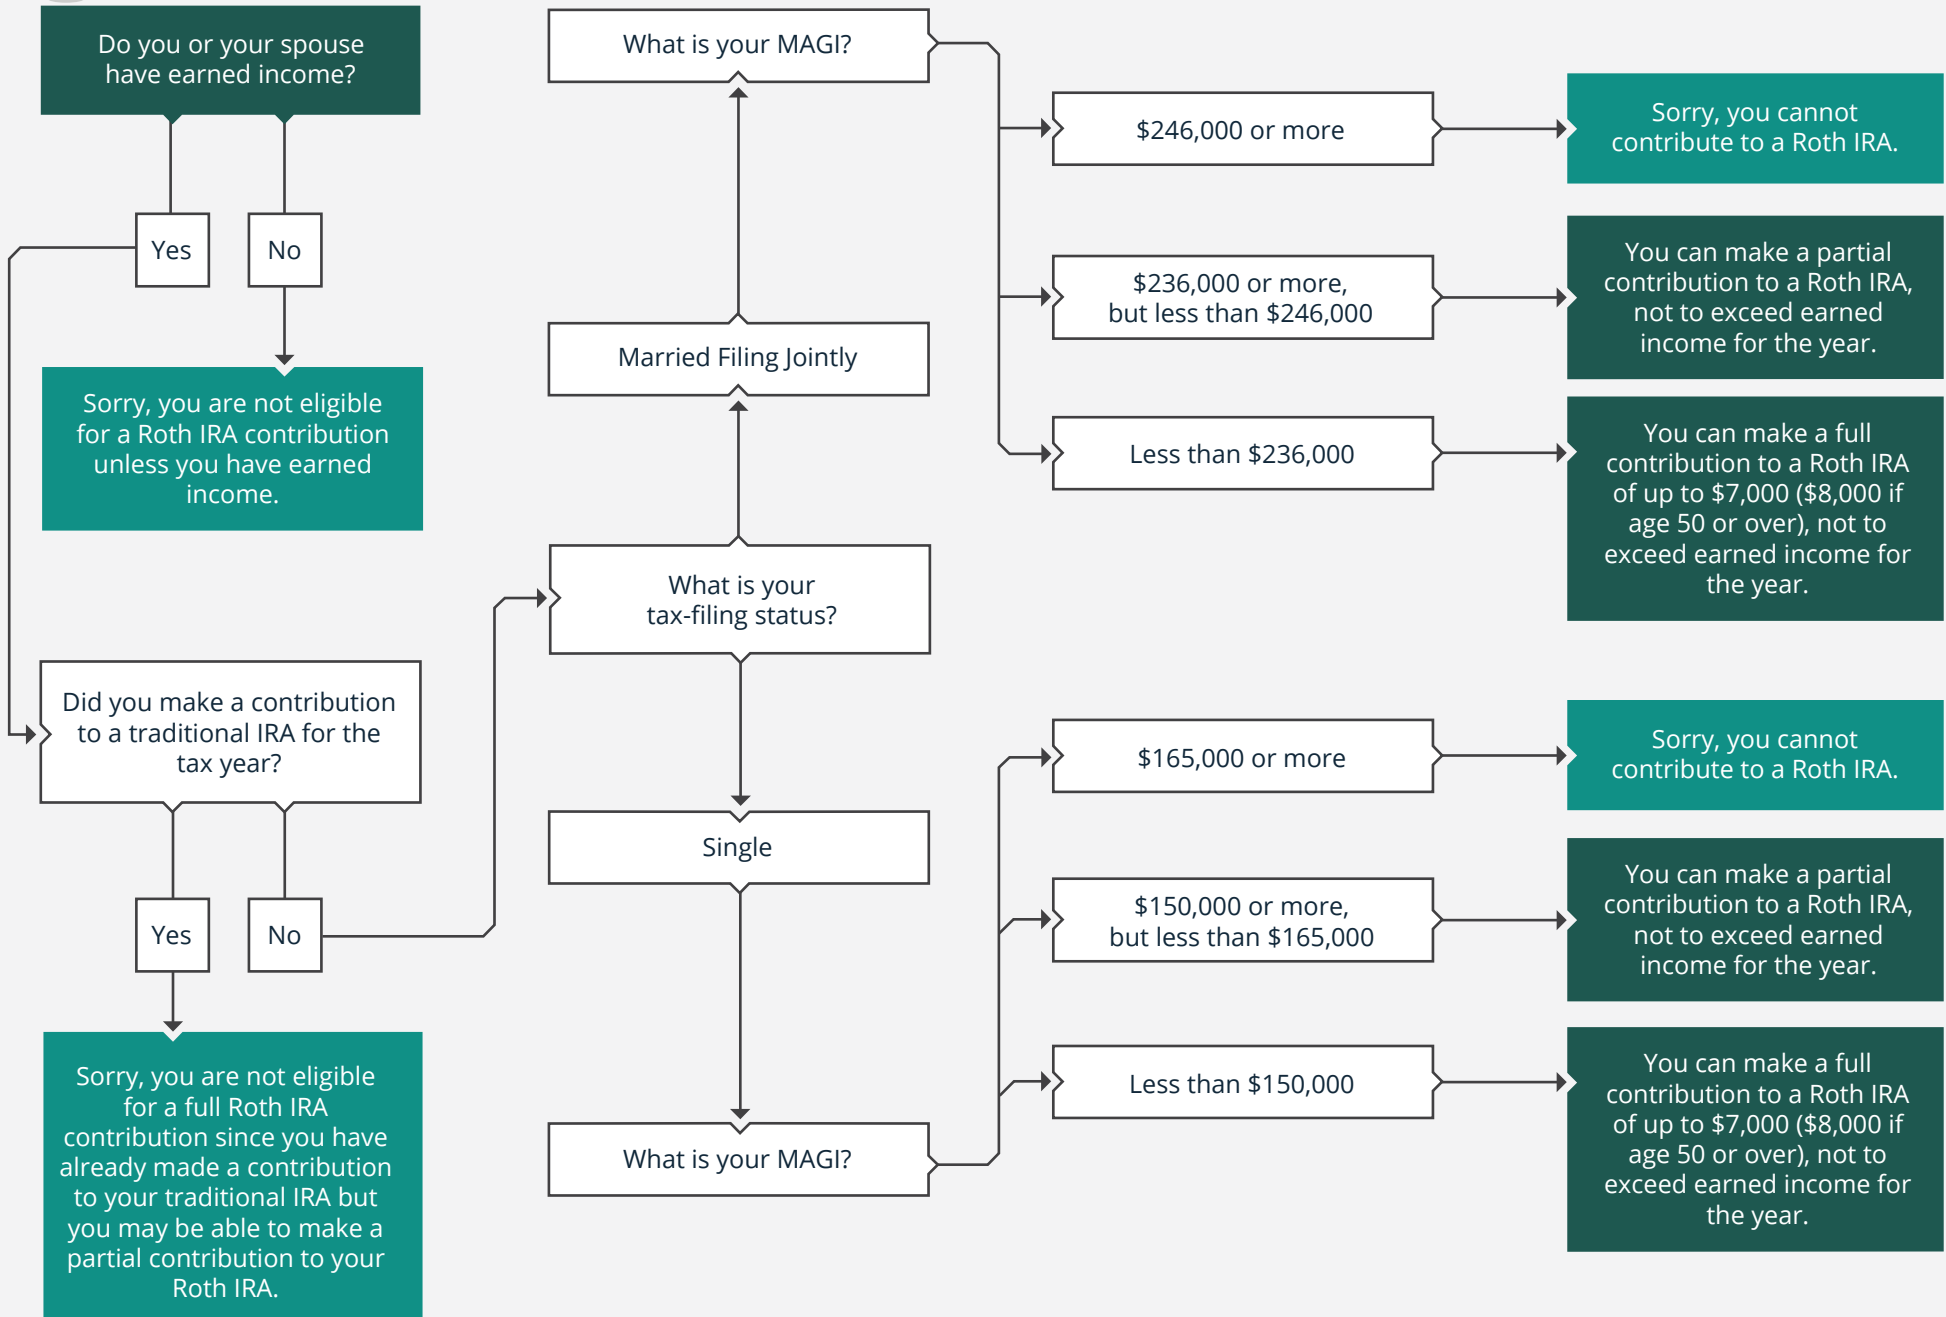 Do you or your spouse
have earned income?
Yes
No
Sorry, you are not eligible
for a Roth IRA contribution
unless you have earned
income.
Did you make a contribution
to a traditional IRA for the
tax year?
Yes
No
Sorry, you are not eligible
for a full Roth IRA
contribution since you have
already made a contribution
to your traditional IRA but
you may be able to make a
partial contribution to your
Roth IRA.
What is your
tax-filing status?
Married Filing Jointly
What is your MAGI?
$246,000 or more
Sorry, you cannot
contribute to a Roth IRA.
$236,000 or more,
but less than $246,000
You can make a partial
contribution to a Roth IRA,
not to exceed earned
income for the year.
Less than $236,000
You can make a full
contribution to a Roth IRA
of up to $7,000 ($8,000 if
age 50 or over), not to
exceed earned income for
the year.
Single
What is your MAGI?
$165,000 or more
Sorry, you cannot
contribute to a Roth IRA.
$150,000 or more,
but less than $165,000
You can make a partial
contribution to a Roth IRA,
not to exceed earned
income for the year.
Less than $150,000
You can make a full
contribution to a Roth IRA
of up to $7,000 ($8,000 if
age 50 or over), not to
exceed earned income for
the year.